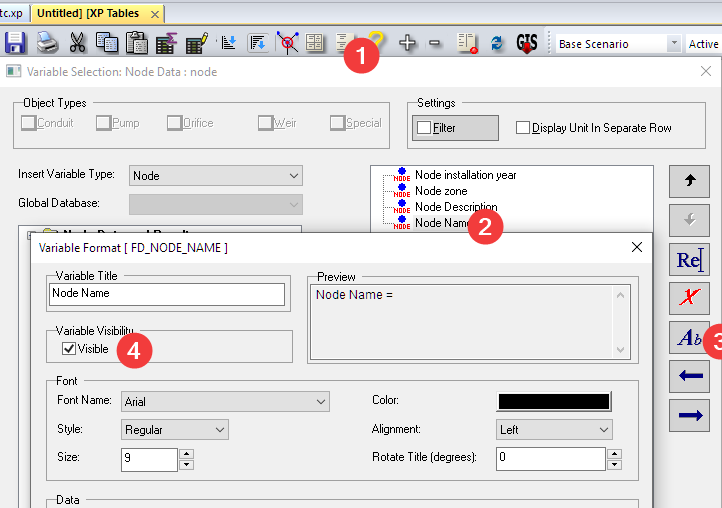 tc.xp
Untitled] [XP Tables
GIS
Base Scenario
Active
1
Variable Selection: Node Data : node
Object Types
Conduit
Pump
Orifice
Weir
Special
Settings
Filter
Display Unit In Separate Row
Insert Variable Type:
Node
Global Database:
NODE Node installation year
NODE Node zone
NODE Node Description
NODE Node Name
2
Re
Ab
3
Variable Format [ FD_NODE_NAME ]
Variable Title
Node Name
Preview
Node Name =
Variable Visibility
Visible
4
Font
Font Name:
Arial
Color:
Style:
Regular
Alignment:
Left
Size:
9
Rotate Title (degrees):
0
Data